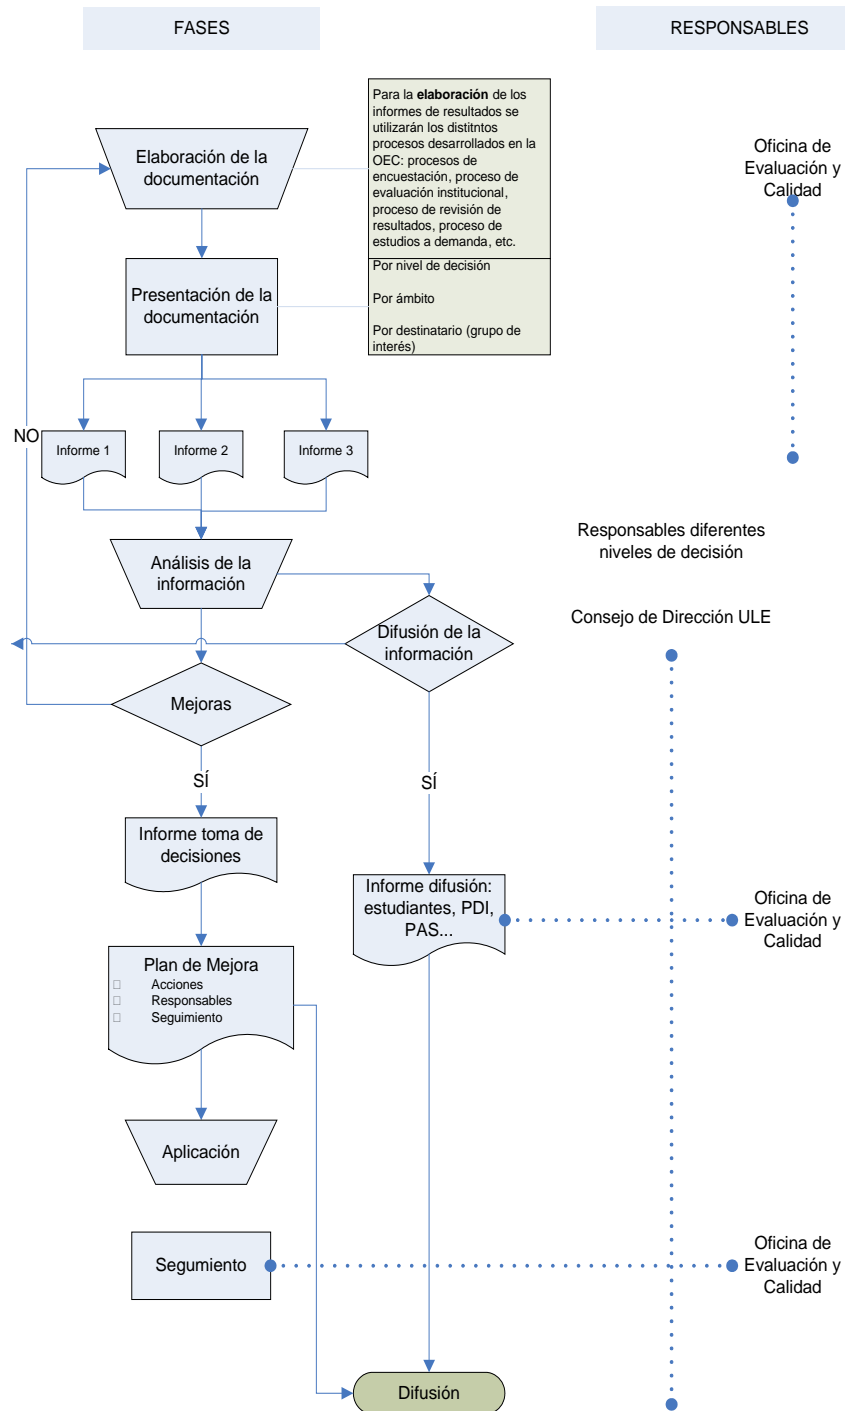 FASES
RESPONSABLES
Para la elaboración de los
informes de resultados se
utilizarán los distitntos
procesos desarrollados en la
OEC: procesos de
encuestación, proceso de
evaluación institucional,
proceso de revisión de
resultados, proceso de
estudios a demanda, etc.
Elaboración de la
documentación
Oficina de
Evaluación y
Calidad
Por nivel de decisión
Por ámbito
Por destinatario (grupo de
interés)
Presentación de la
documentación
NO
Informe 1
Informe 2
Informe 3
Responsables diferentes
niveles de decisión
Análisis de la
información
Consejo de Dirección ULE
Difusión de la
información
Mejoras
SÍ
SÍ
Informe toma de
decisiones
Informe difusión:
estudiantes, PDI,
PAS...
Oficina de
Evaluación y
Calidad
Plan de Mejora
Acciones
Responsables
Seguimiento
Aplicación
Segumiento
Oficina de
Evaluación y
Calidad
Difusión